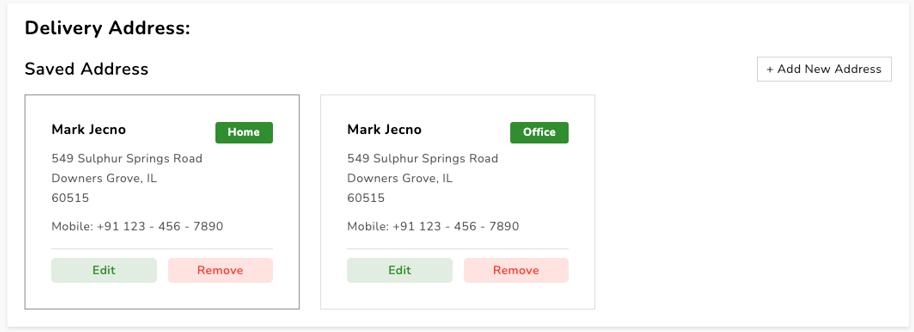 Delivery Address:
Saved Address
+ Add New Address
Mark Jecno
Home
549 Sulphur Springs Road
Downers Grove, IL
60515
Mobile: +91 123 - 456 - 7890
Edit
Remove
Mark Jecno
Office
549 Sulphur Springs Road
Downers Grove, IL
60515
Mobile: +91 123 - 456 - 7890
Edit
Remove